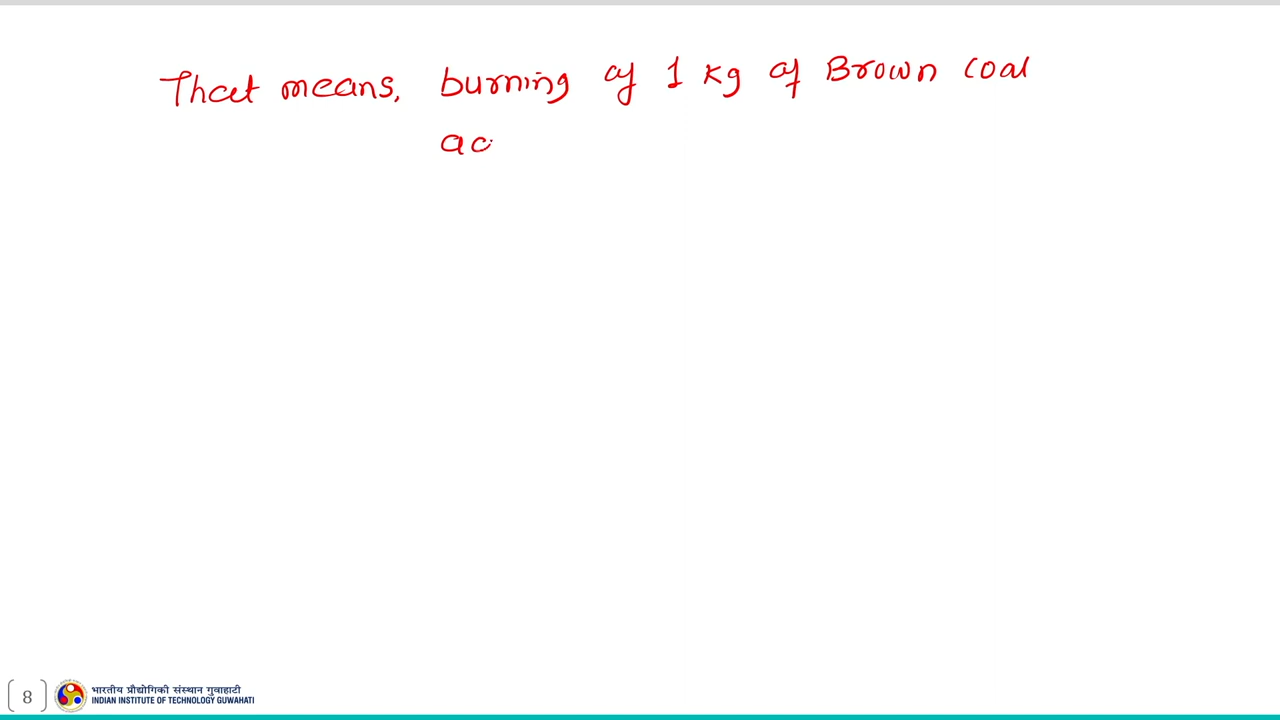 That means, burning of 1 kg of Brown coal
ac
8
भारतीय प्रौद्योगिकी संस्थान गुवाहाटी
INDIAN INSTITUTE OF TECHNOLOGY GUWAHATI